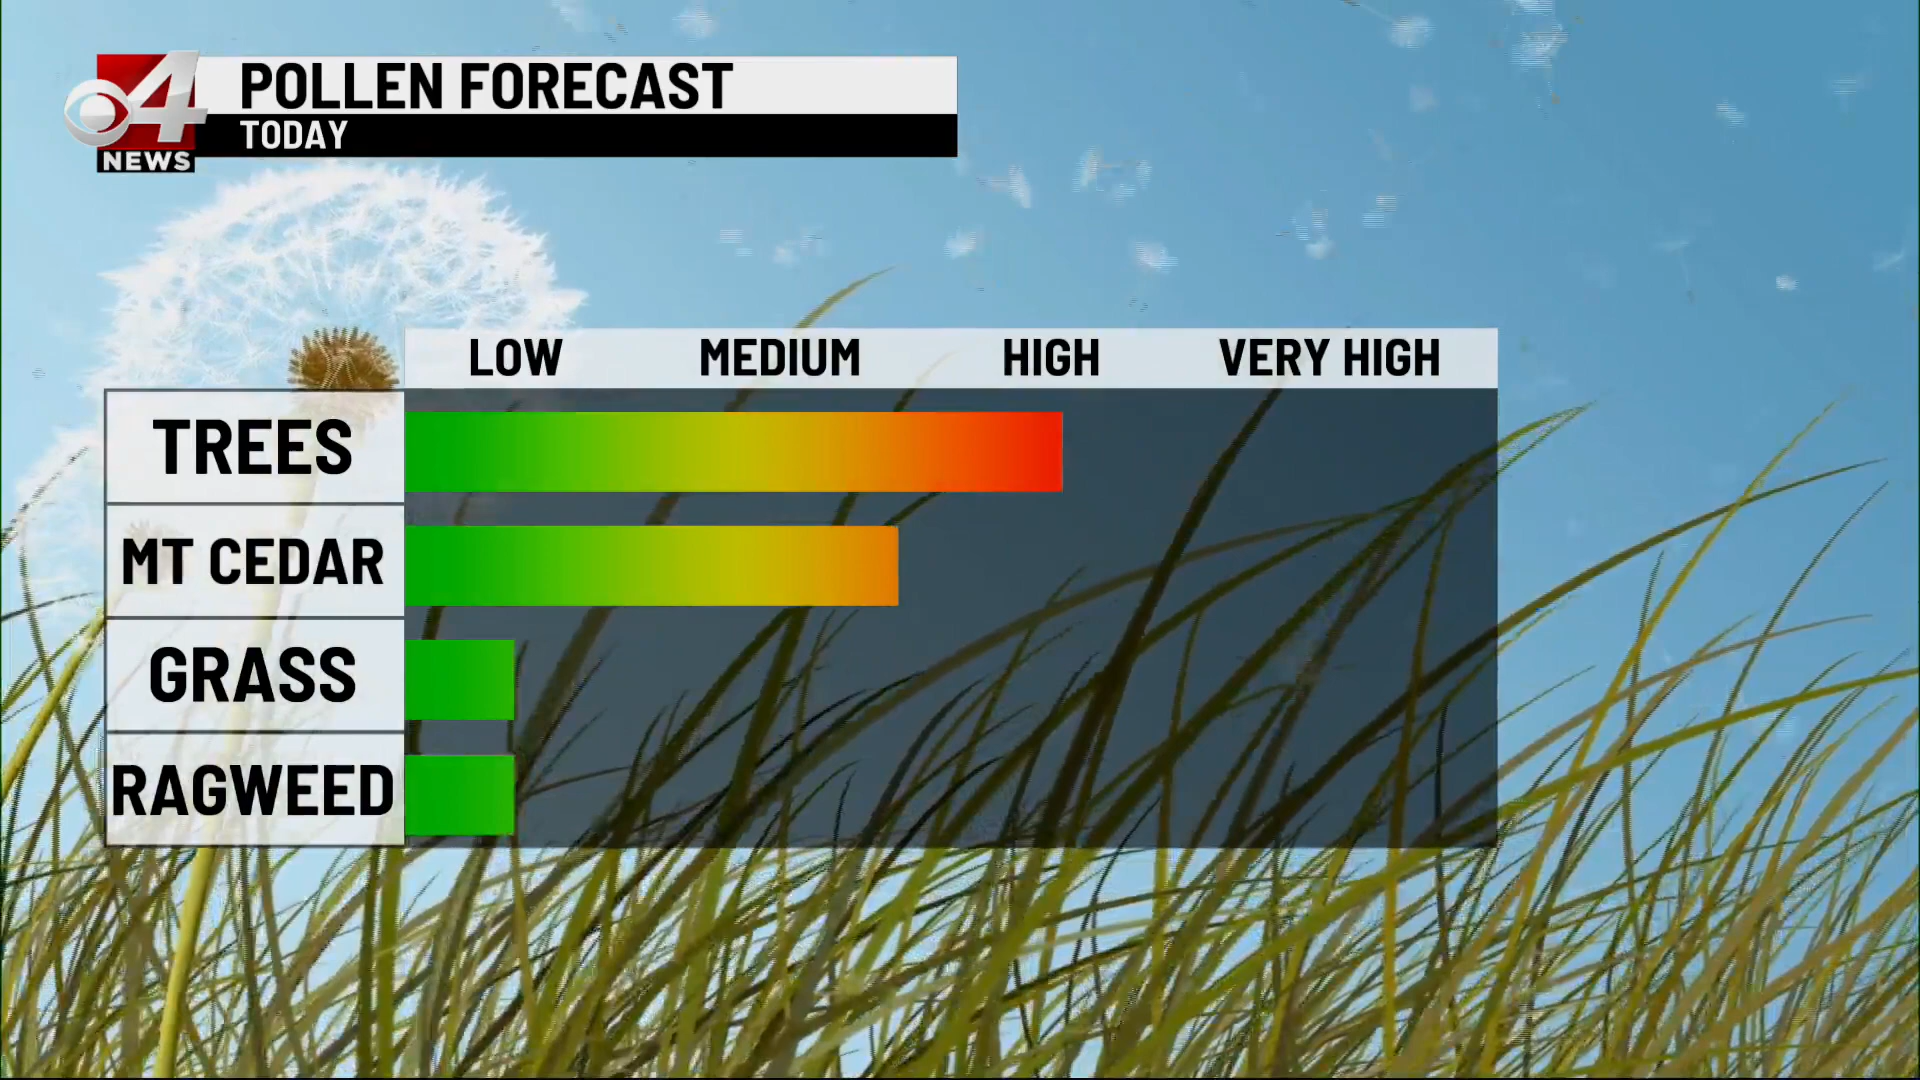 4
NEWS
POLLEN FORECAST
TODAY
LOW MEDIUM HIGH VERY HIGH
TREES
MT CEDAR
GRASS
RAGWEED